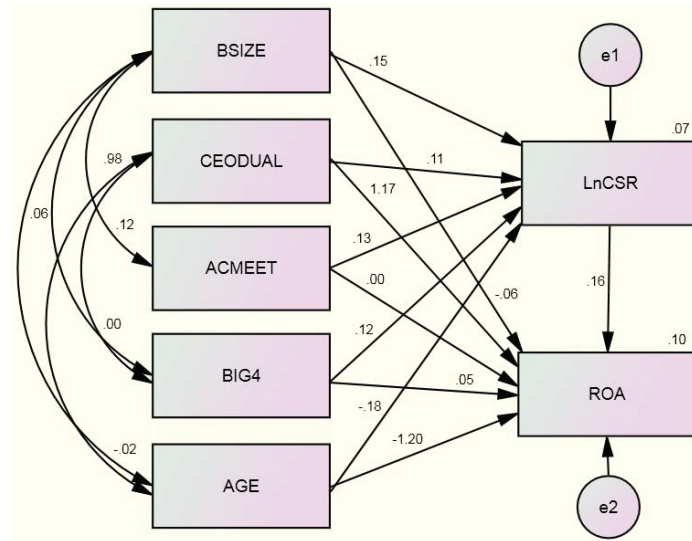 BSIZE
e1
.15
.07
CEODUAL
.98
.11
LnCSR
1.17
.06
.12
ACMEET
.13
.00
.16
-.06
.00
BIG4
.12
.10
.05
ROA
-.18
-.02
-1.20
AGE
e2